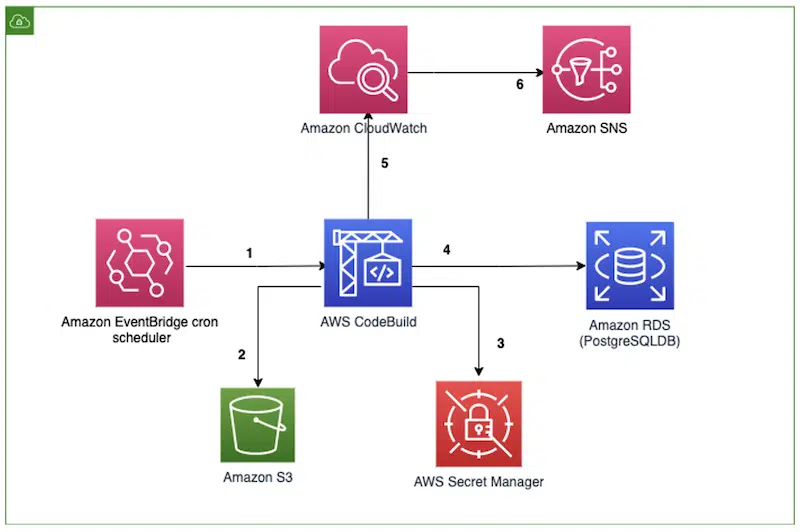 6
Amazon CloudWatch
Amazon SNS
5
1
4
</>
Amazon EventBridge cron
scheduler
AWS CodeBuild
Amazon RDS
(PostgreSQLDB)
2
3
Amazon S3
AWS Secret Manager